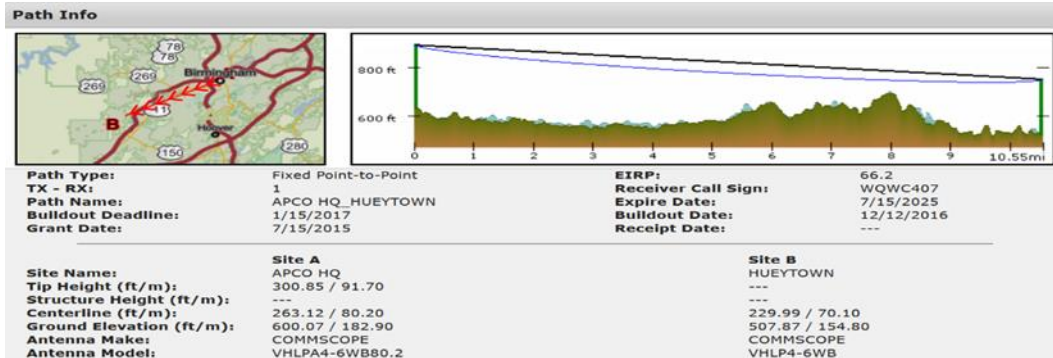 Path Info
78
78
269
269
Birmingham
11
B
Hoover
150
280
800 ft
600 ft
0 1 2 3 4 5 6 7 8 9 10.55mi
Path Type: Fixed Point-to-Point EIRP: 66.2
TX - RX: 1 Receiver Call Sign: WQWC407
Path Name: APCO HQ_HUEYTOWN Expire Date: 7/15/2025
Buildout Deadline: 1/15/2017 Buildout Date: 12/12/2016
Grant Date: 7/15/2015 Receipt Date: ---
Site A Site B
Site Name: APCO HQ HUEYTOWN
Tip Height (ft/m): 300.85 / 91.70 ---
Structure Height (ft/m): --- ---
Centerline (ft/m): 263.12 / 80.20 229.99 / 70.10
Ground Elevation (ft/m): 600.07 / 182.90 507.87 / 154.80
Antenna Make: COMMSCOPE COMMSCOPE
Antenna Model: VHLPA4-6WB80.2 VHLP4-6WB